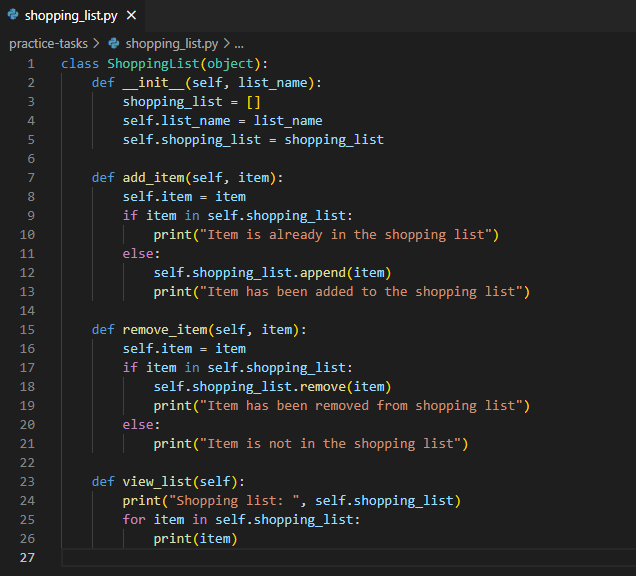 shopping_list.py ×
practice-tasks > shopping_list.py > ...
1 class ShoppingList(object):
2     def __init__(self, list_name):
3         shopping_list = []
4         self.list_name = list_name
5         self.shopping_list = shopping_list
6
7     def add_item(self, item):
8         self.item = item
9         if item in self.shopping_list:
10             print("Item is already in the shopping list")
11         else:
12             self.shopping_list.append(item)
13             print("Item has been added to the shopping list")
14
15     def remove_item(self, item):
16         self.item = item
17         if item in self.shopping_list:
18             self.shopping_list.remove(item)
19             print("Item has been removed from shopping list")
20         else:
21             print("Item is not in the shopping list")
22
23     def view_list(self):
24         print("Shopping list: ", self.shopping_list)
25         for item in self.shopping_list:
26             print(item)
27